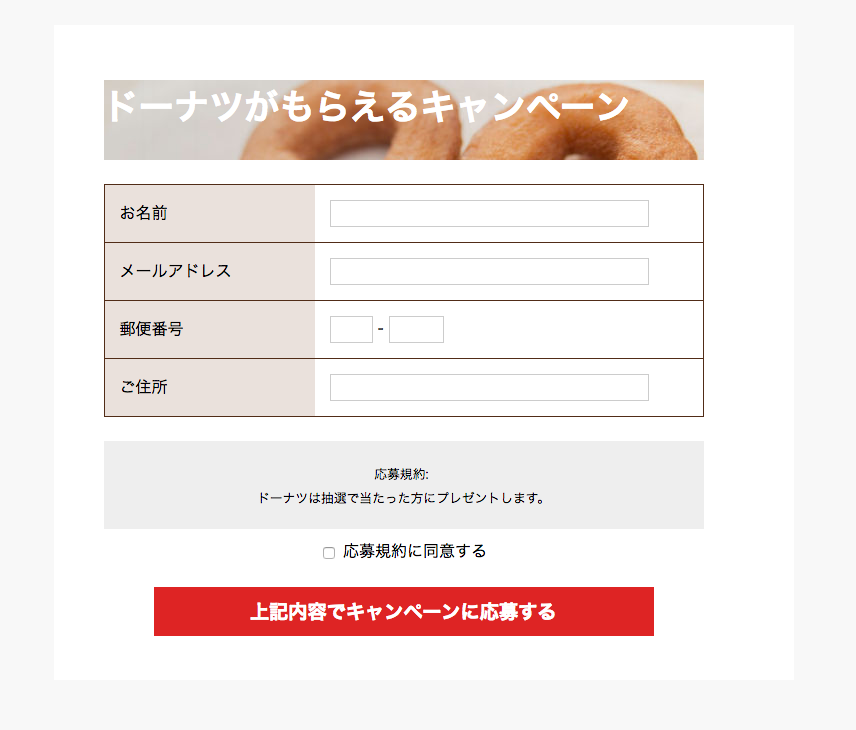 ドーナツがもらえるキャンペーン
お名前
メールアドレス
郵便番号
-
ご住所
応募規約:
ドーナツは抽選で当たった方にプレゼントします。
応募規約に同意する
上記内容でキャンペーンに応募する